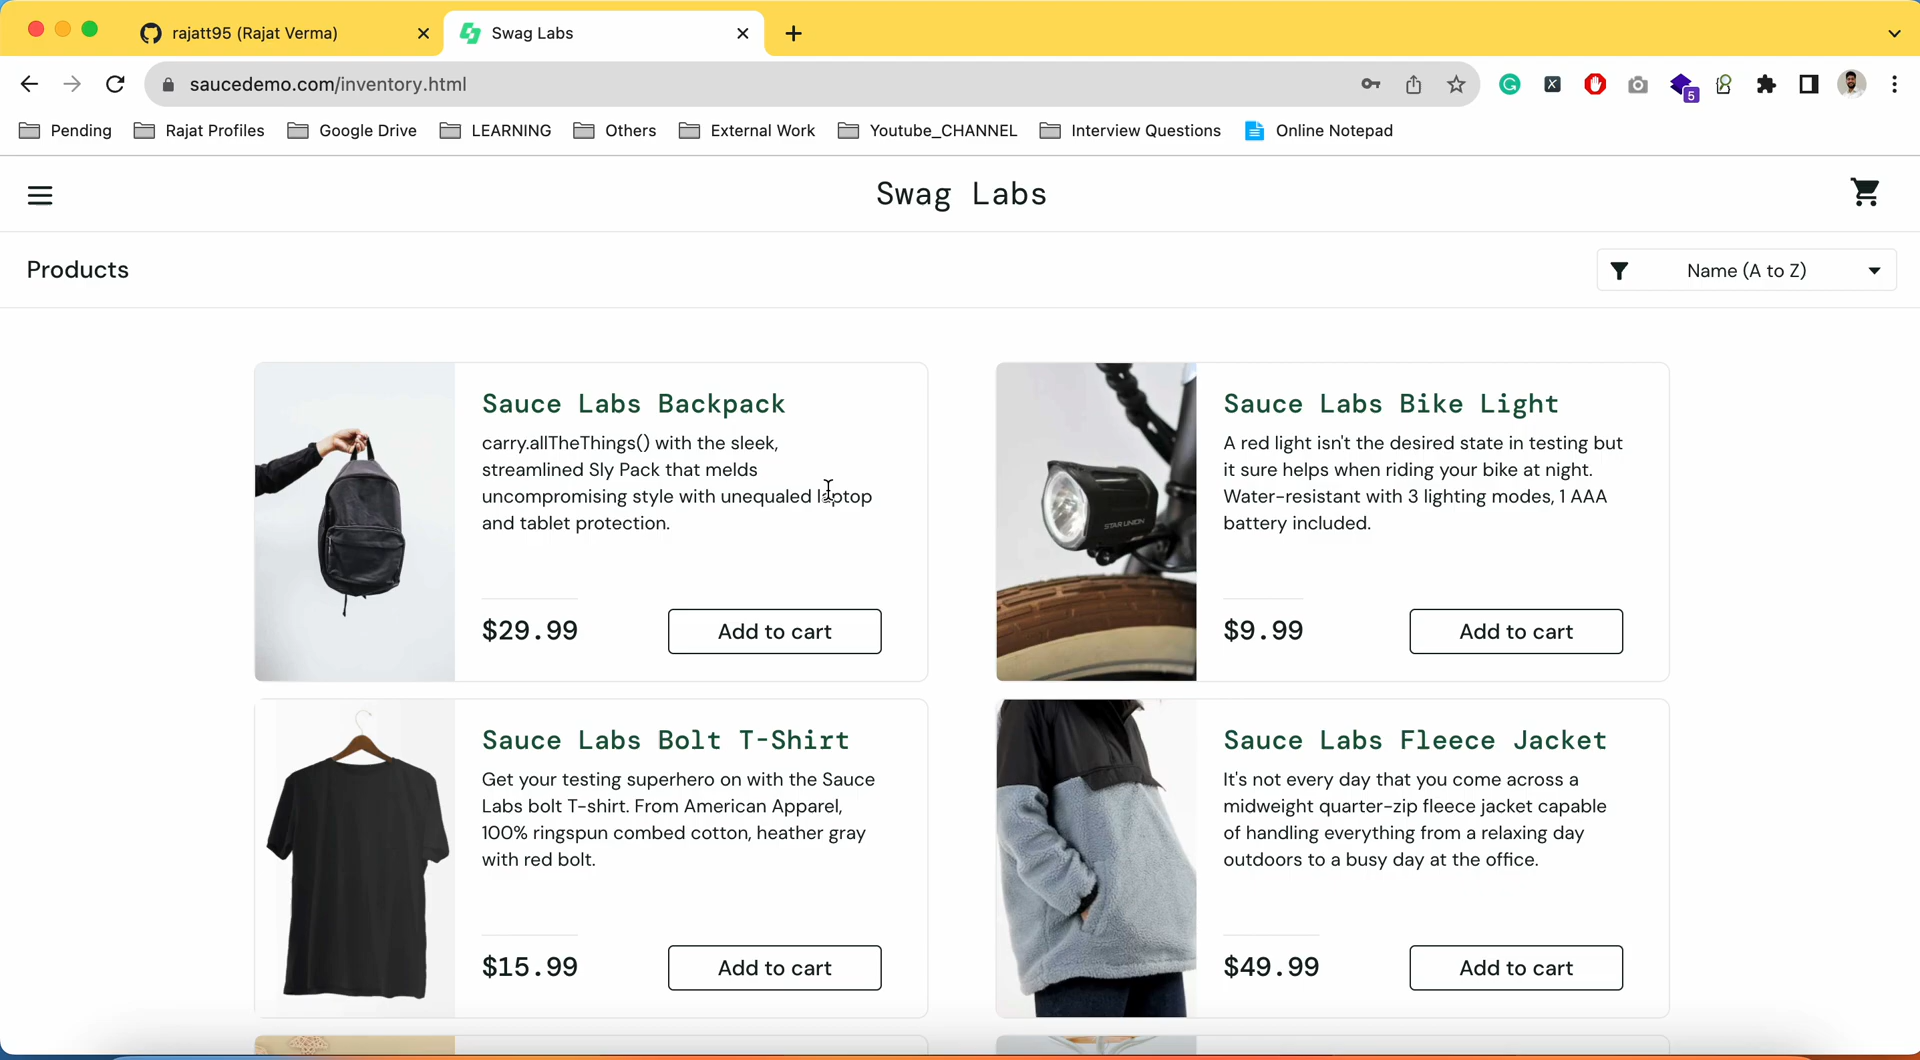 rajatt95 (Rajat Verma)
Swag Labs
saucedemo.com/inventory.html
5
Pending
Rajat Profiles
Google Drive
LEARNING
Others
External Work
Youtube_CHANNEL
Interview Questions
Online Notepad
Swag Labs
Products
Name (A to Z)
Sauce Labs Backpack
carry.allTheThings() with the sleek,
streamlined Sly Pack that melds
uncompromising style with unequaled laptop
and tablet protection.
$29.99
Add to cart
Sauce Labs Bike Light
A red light isn't the desired state in testing but
it sure helps when riding your bike at night.
Water-resistant with 3 lighting modes, 1 AAA
battery included.
STAR UNION
$9.99
Add to cart
Sauce Labs Bolt T-Shirt
Get your testing superhero on with the Sauce
Labs bolt T-shirt. From American Apparel,
100% ringspun combed cotton, heather gray
with red bolt.
$15.99
Add to cart
Sauce Labs Fleece Jacket
It's not every day that you come across a
midweight quarter-zip fleece jacket capable
of handling everything from a relaxing day
outdoors to a busy day at the office.
$49.99
Add to cart